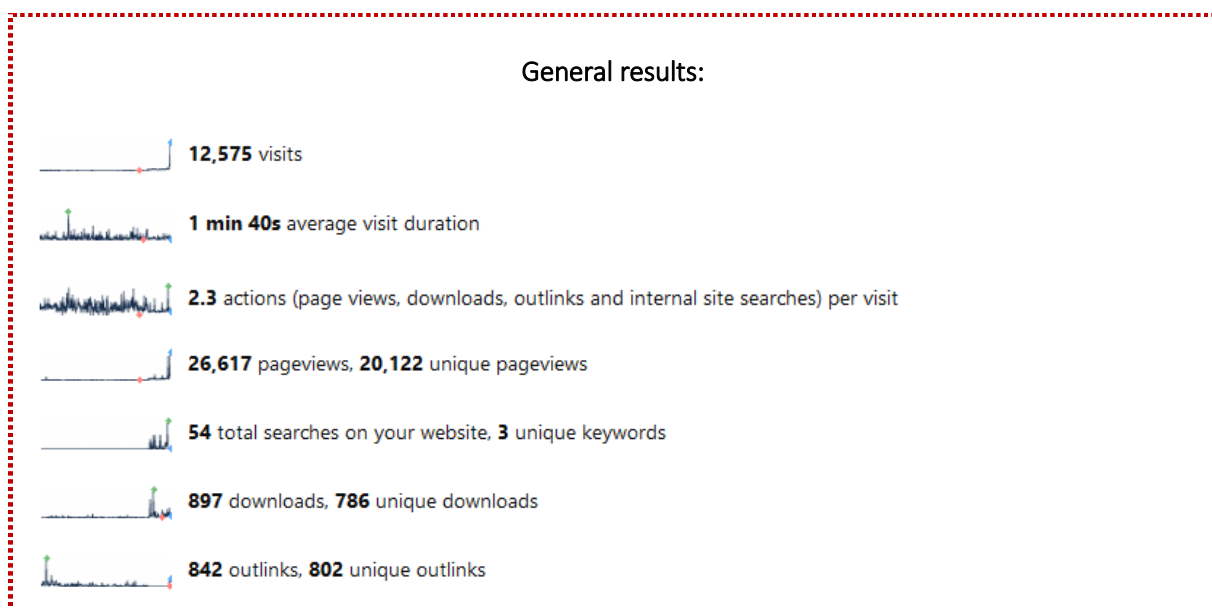 General results:
12,575 visits
1 min 40s average visit duration
2.3 actions (page views, downloads, outlinks and internal site searches) per visit
26,617 pageviews, 20,122 unique pageviews
54 total searches on your website, 3 unique keywords
897 downloads, 786 unique downloads
842 outlinks, 802 unique outlinks